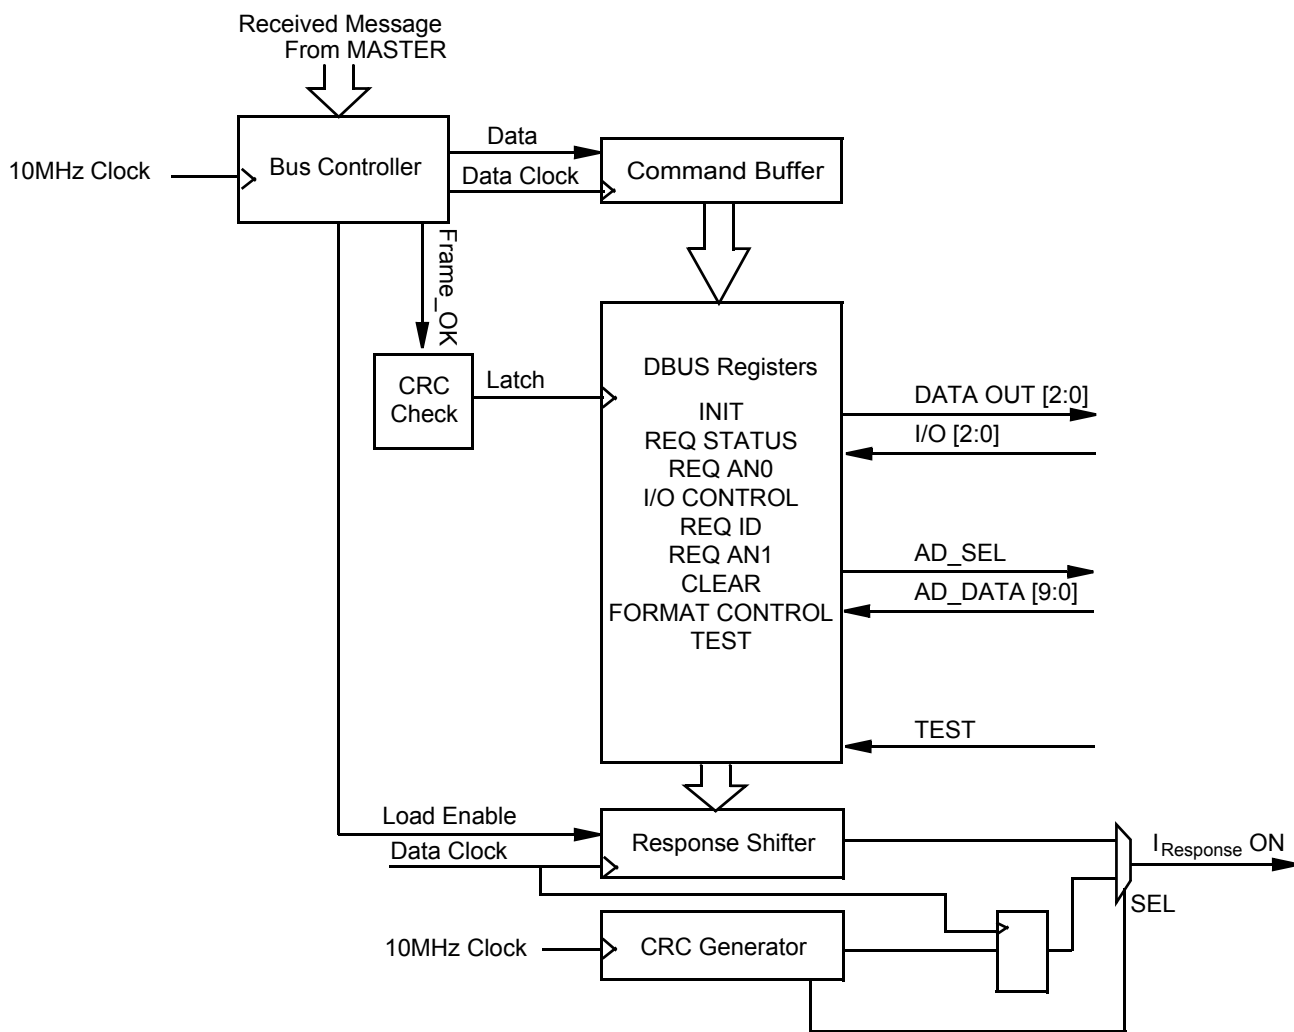 Received Message
From MASTER
10MHz Clock
Bus Controller
Data
Data Clock
Command Buffer
Frame_OK
CRC
Check
Latch
DBUS Registers
INIT
REQ STATUS
REQ AN0
I/O CONTROL
REQ ID
REQ AN1
CLEAR
FORMAT CONTROL
TEST
DATA OUT [2:0]
I/O [2:0]
AD_SEL
AD_DATA [9:0]
TEST
Load Enable
Data Clock
Response Shifter
IResponse ON
SEL
10MHz Clock
CRC Generator